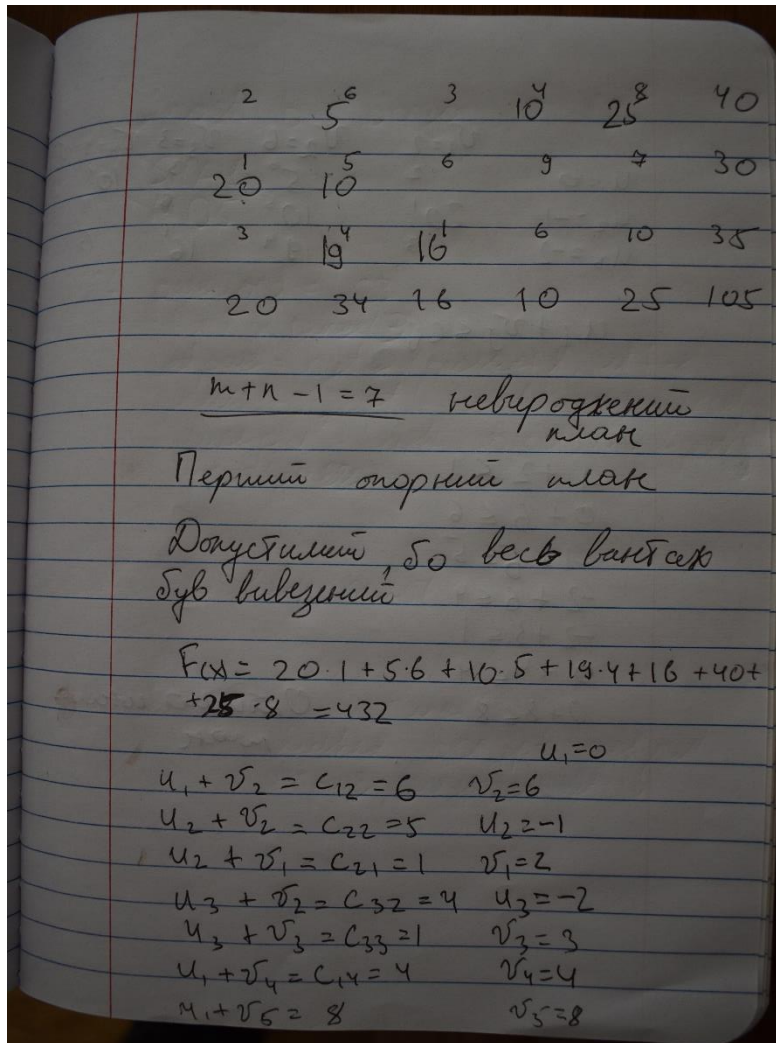 2 6 3 4 8 40
5 10 25
1 5 6 9 7 30
20 10
3 4 1 6 10 35
19 16
20 34 16 10 25 105
m+n-1=7 невироджений
план
Перший опорний план
Допустимий, бо весь вантаж
був вивезений
F(x)= 20·1+5·6+10·5+19·4+16+40+
+25·8 =432
u₁=0
u₁+v₂=c₁₂=6 v₂=6
u₂+v₂=c₂₂=5 u₂=-1
u₂+v₁=c₂₁=1 v₁=2
u₃+v₂=c₃₂=4 u₃=-2
u₃+v₃=c₃₃=1 v₃=3
u₁+v₄=c₁₄=4 v₄=4
u₁+v₅= 8 v₅=8